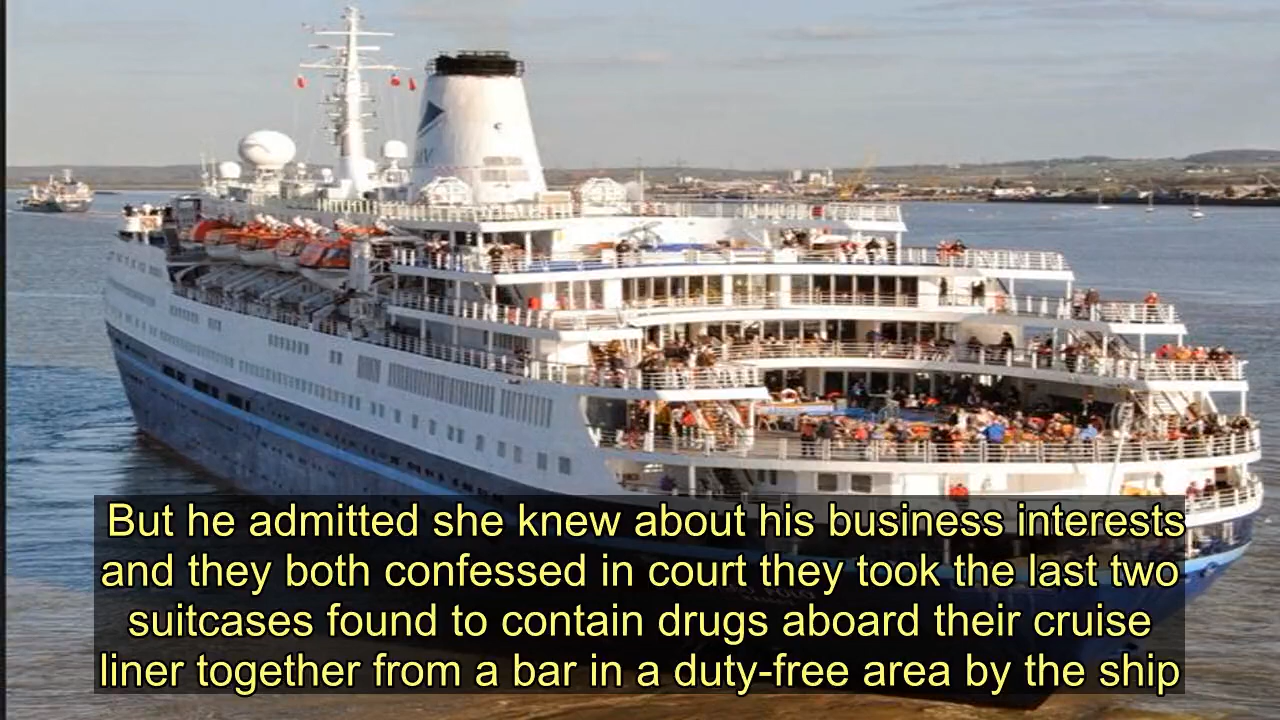 But he admitted she knew about his business interests
and they both confessed in court they took the last two
suitcases found to contain drugs aboard their cruise
liner together from a bar in a duty-free area by the ship